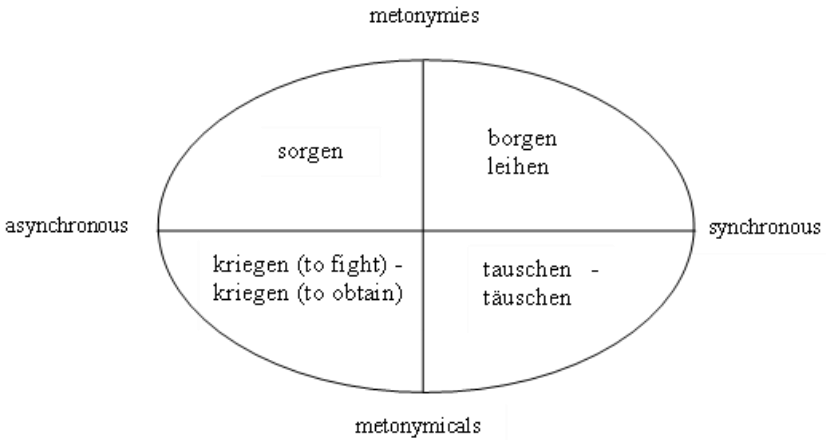 metonymies
sorgen
borgen
leihen
asynchronous
synchronous
kriegen (to fight) -
kriegen (to obtain)
tauschen -
täuschen
metonymicals